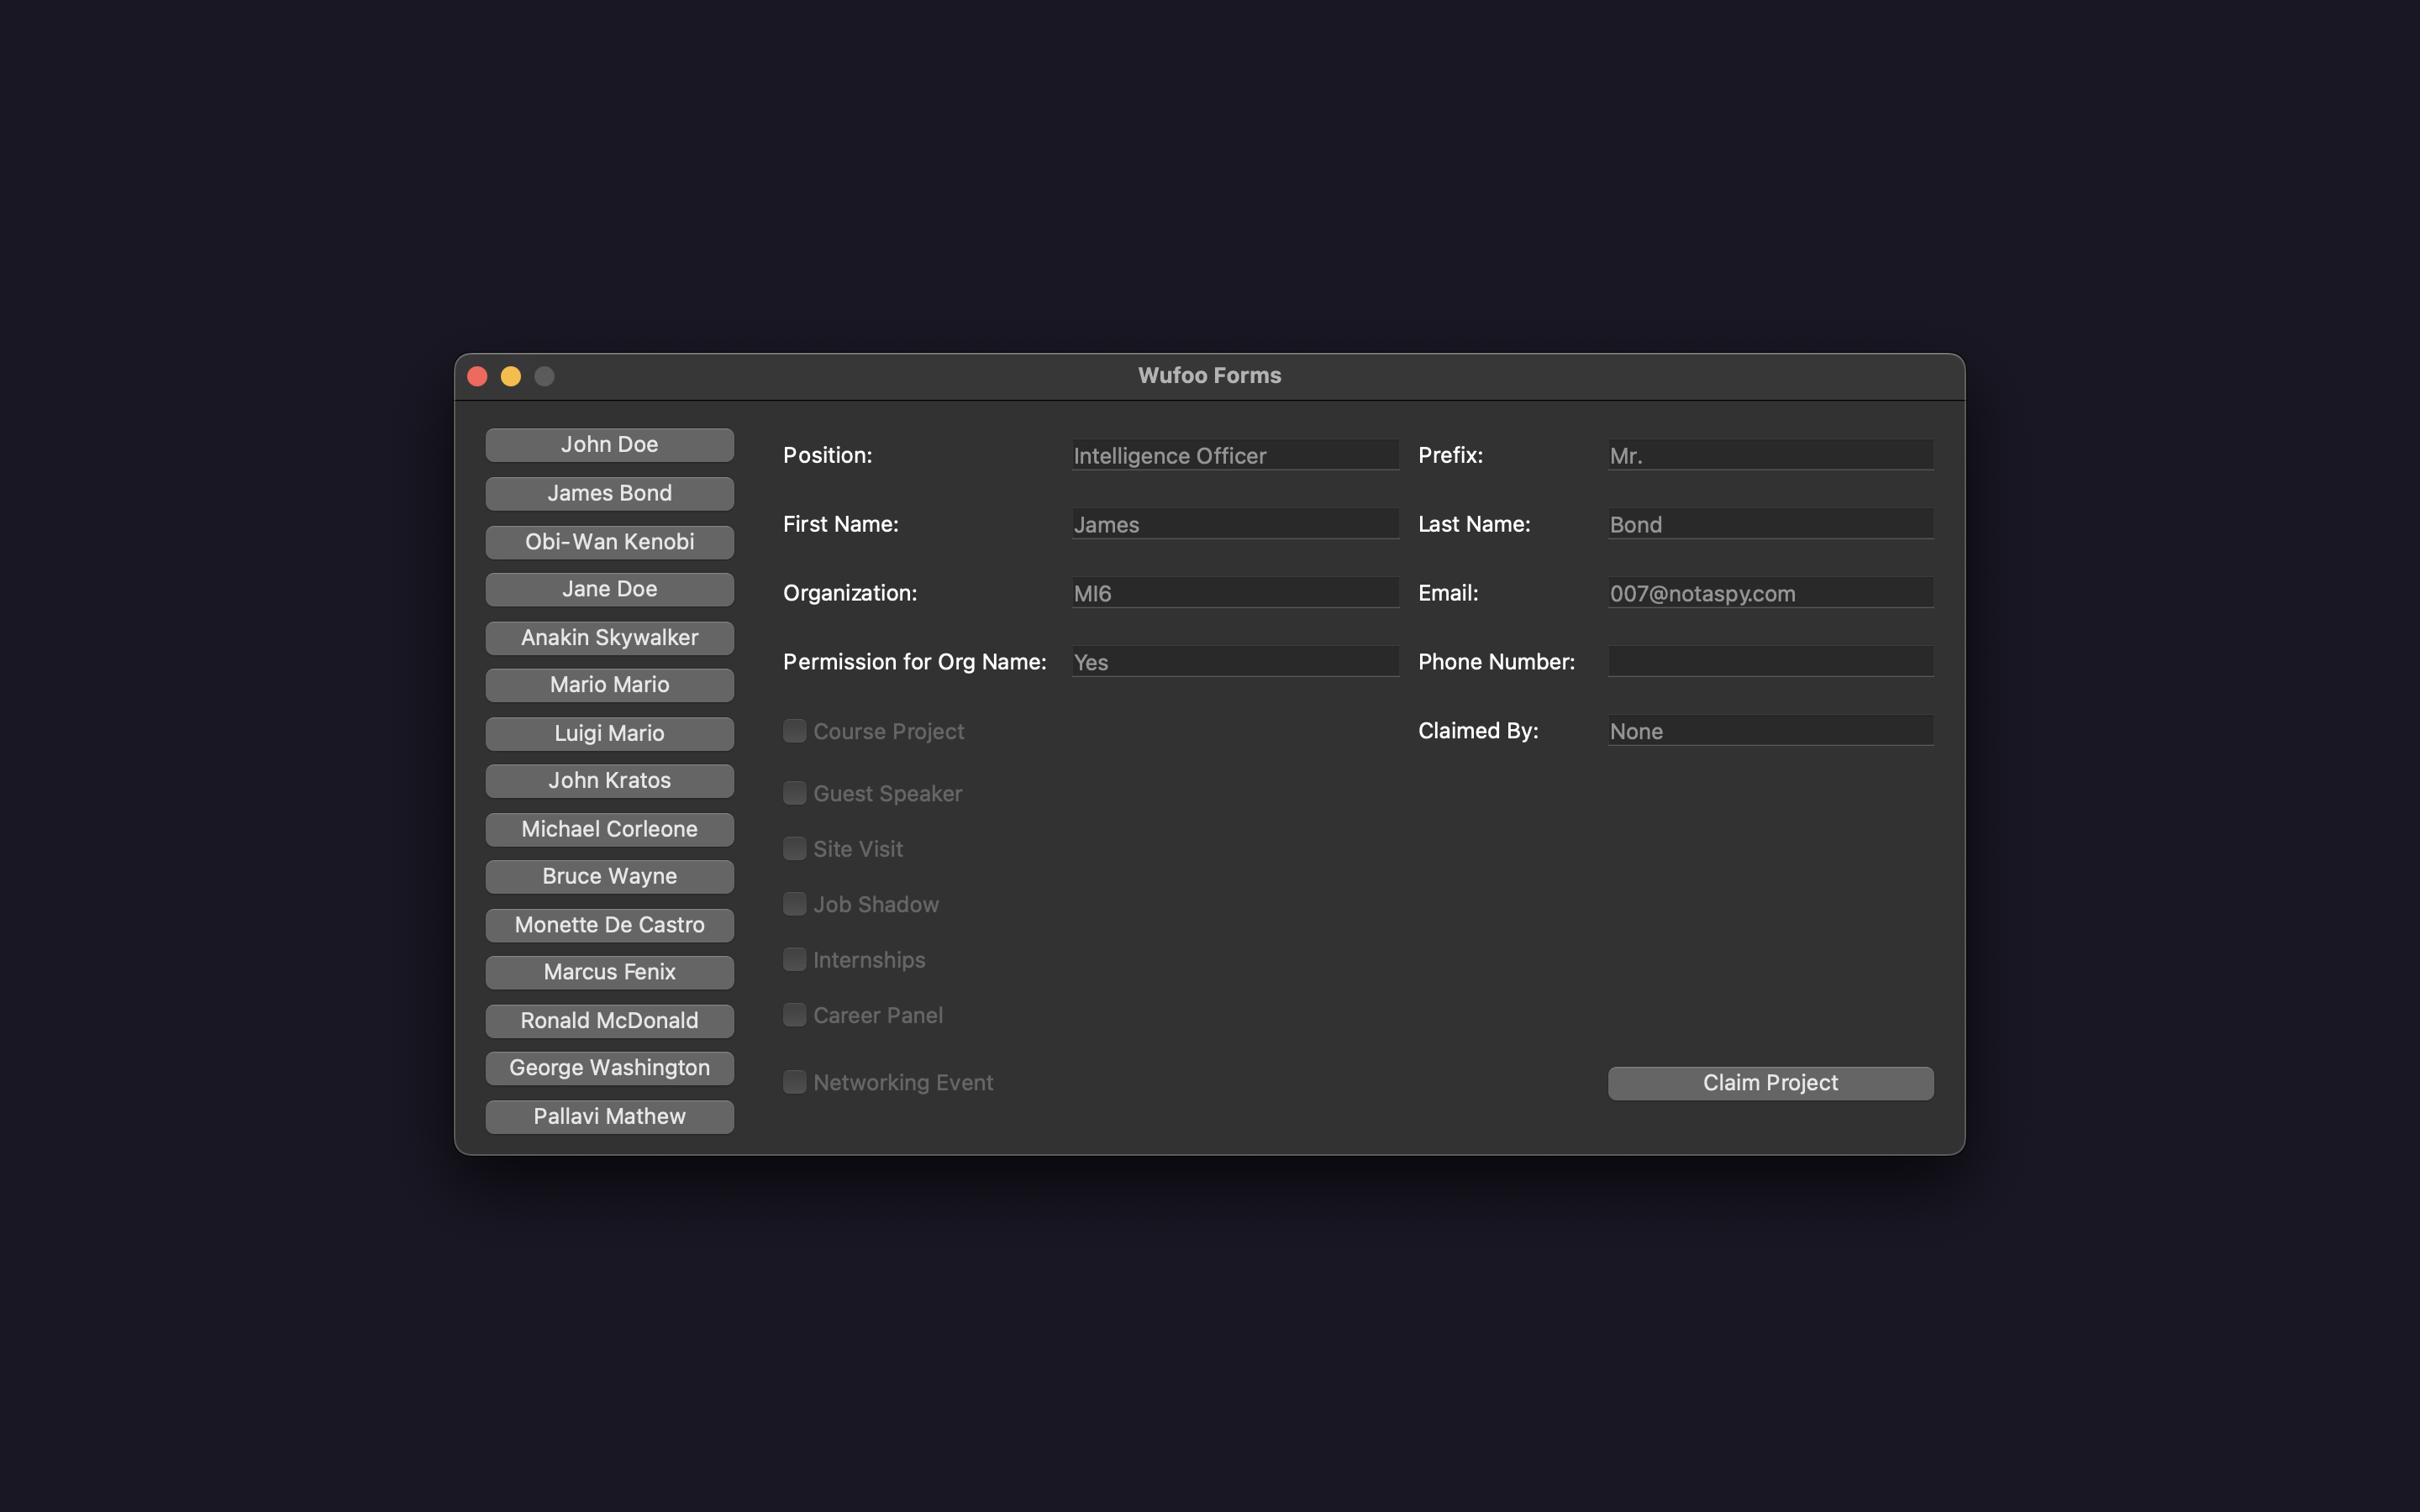 Wufoo Forms
John Doe
James Bond
Obi-Wan Kenobi
Jane Doe
Anakin Skywalker
Mario Mario
Luigi Mario
John Kratos
Michael Corleone
Bruce Wayne
Monette De Castro
Marcus Fenix
Ronald McDonald
George Washington
Pallavi Mathew
Position: Intelligence Officer Prefix: Mr.
First Name: James Last Name: Bond
Organization: MI6 Email: 007@notaspy.com
Permission for Org Name: Yes Phone Number:
Course Project Claimed By: None
Guest Speaker
Site Visit
Job Shadow
Internships
Career Panel
Networking Event Claim Project